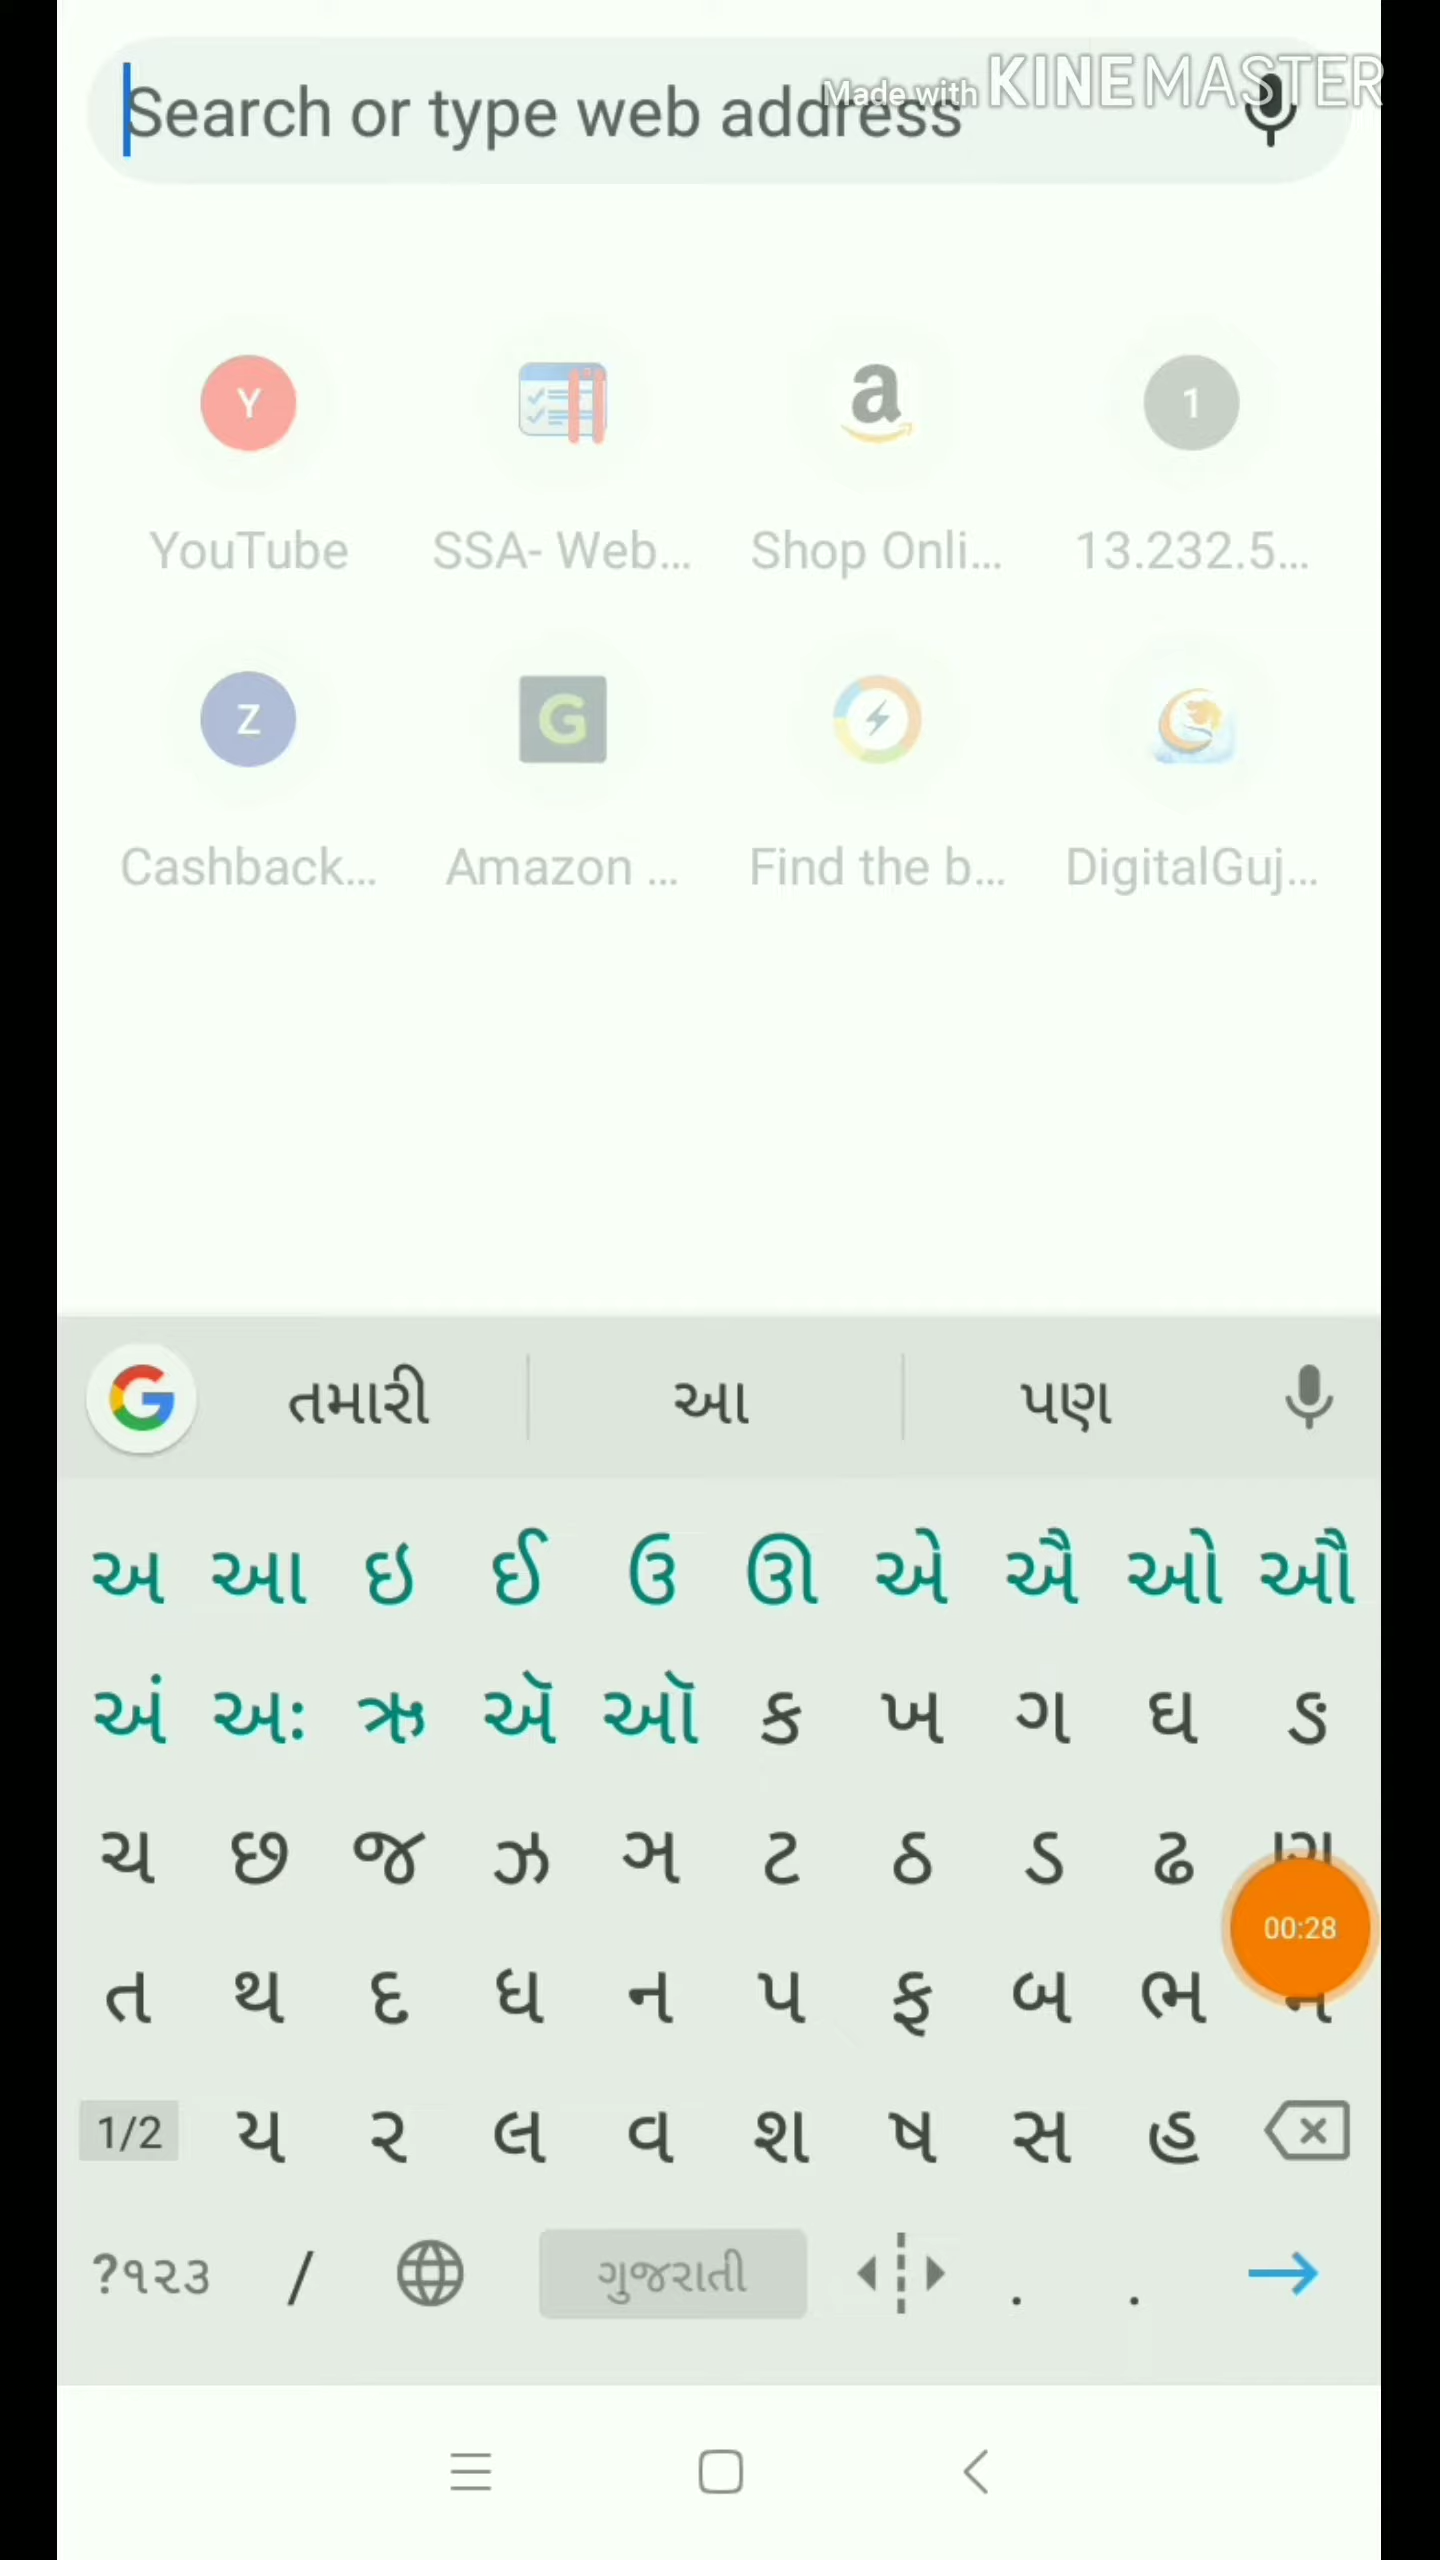 Search or type web address
Made with KINEMASTER
Y
a
1
YouTube
SSA- Web...
Shop Onli...
13.232.5...
Z
G
Cashback...
Amazon ...
Find the b...
DigitalGuj...
G
તમારી
આ
પણ
અ આ ઇ ઈ ઉ ઊ એ ઐ ઓ ઔ
અં અઃ ઋ ઍ ઑ ક ખ ગ ઘ ઙ
ચ છ જ ઝ ઞ ટ ઠ ડ ઢ
00:28
ત થ દ ધ ન પ ફ બ ભ
1/2 ય ર લ વ શ ષ સ હ
?૧૨૩ / ગુજરાતી . .